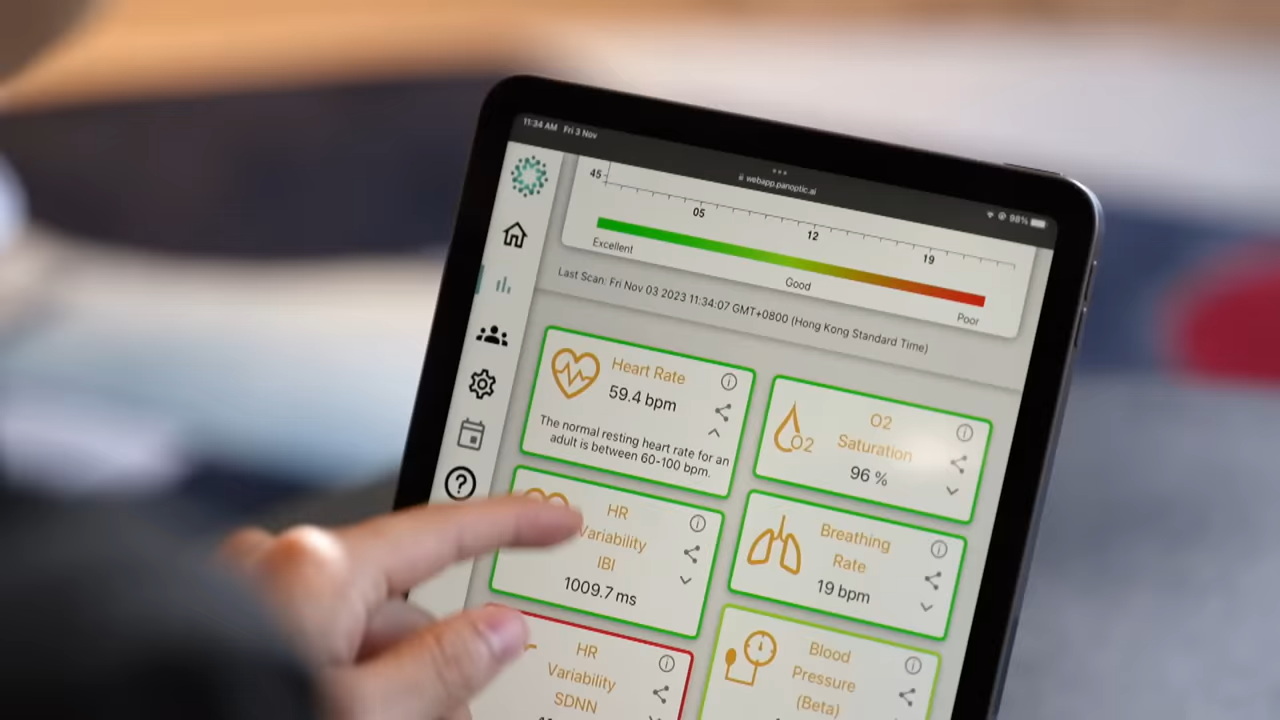 11:34 AM Fri 3 Nov
webapp.panoptic.ai
98%
45
05 12 19
Excellent Good Poor
Last Scan: Fri Nov 03 2023 11:34:07 GMT+0800 (Hong Kong Standard Time)
Heart Rate
59.4 bpm
The normal resting heart rate for an
adult is between 60-100 bpm.
O2
Saturation
96 %
O2
HR
Variability
IBI
1009.7 ms
Breathing
Rate
19 bpm
HR
Variability
SDNN
Blood
Pressure
(Beta)